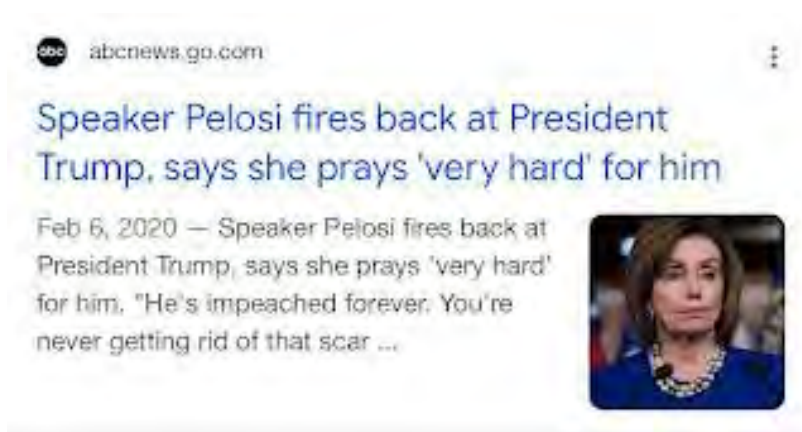 abc
abcnews.go.com
Speaker Pelosi fires back at President
Trump, says she prays 'very hard' for him
Feb 6, 2020 — Speaker Pelosi fires back at
President Trump, says she prays 'very hard'
for him. "He's impeached forever. You're
never getting rid of that scar ...